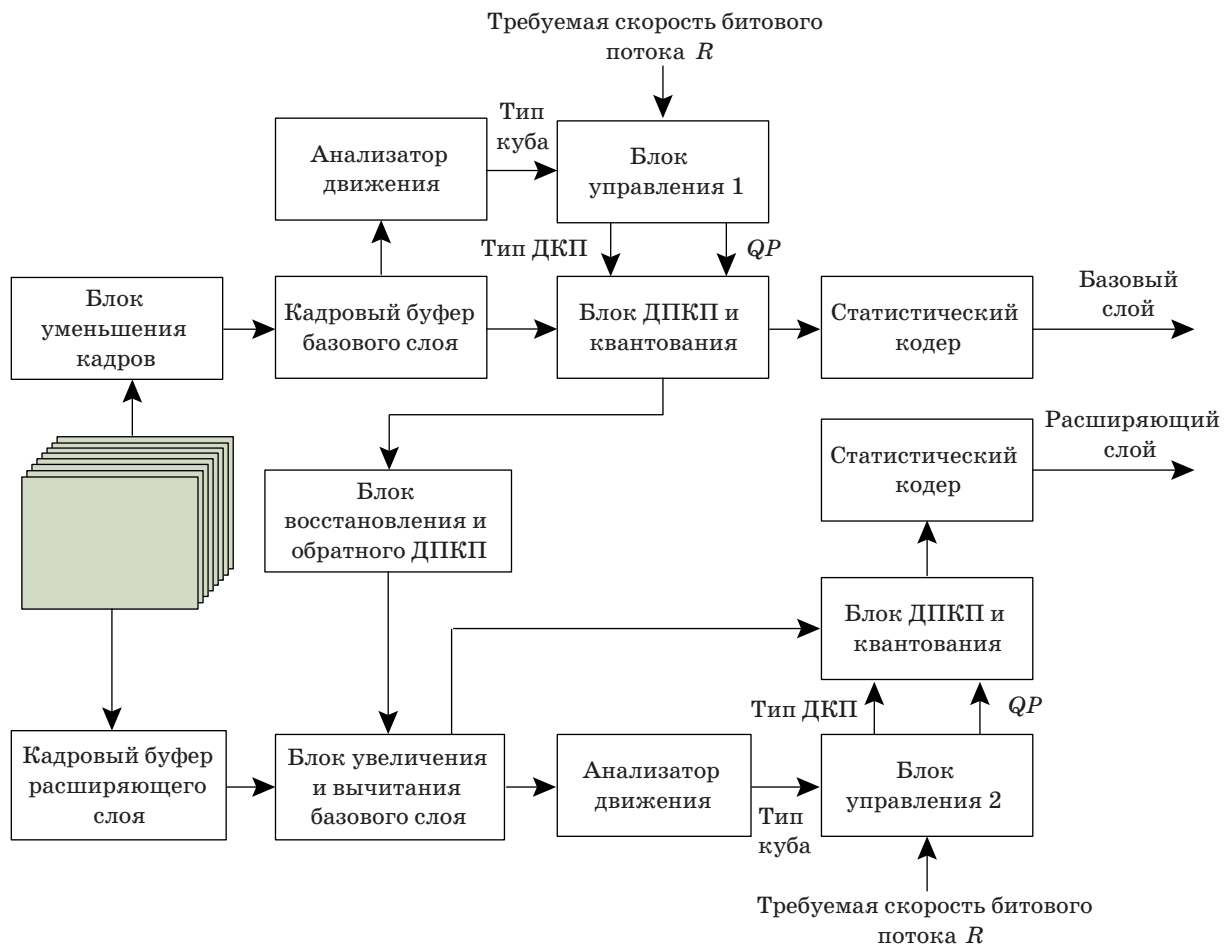 Требуемая скорость битового
потока R
Тип
куба
Анализатор
движения
Блок
управления 1
Тип ДКП
QP
Блок
уменьшения
кадров
Кадровый буфер
базового слоя
Блок ДПКП и
квантования
Статистический
кодер
Базовый
слой
Расширяющий
слой
Статистический
кодер
Блок
восстановления и
обратного ДПКП
Блок ДПКП и
квантования
Тип ДКП
QP
Кадровый буфер
расширяющего
слоя
Блок увеличения
и вычитания
базового слоя
Анализатор
движения
Тип
куба
Блок
управления 2
Требуемая скорость битового
потока R